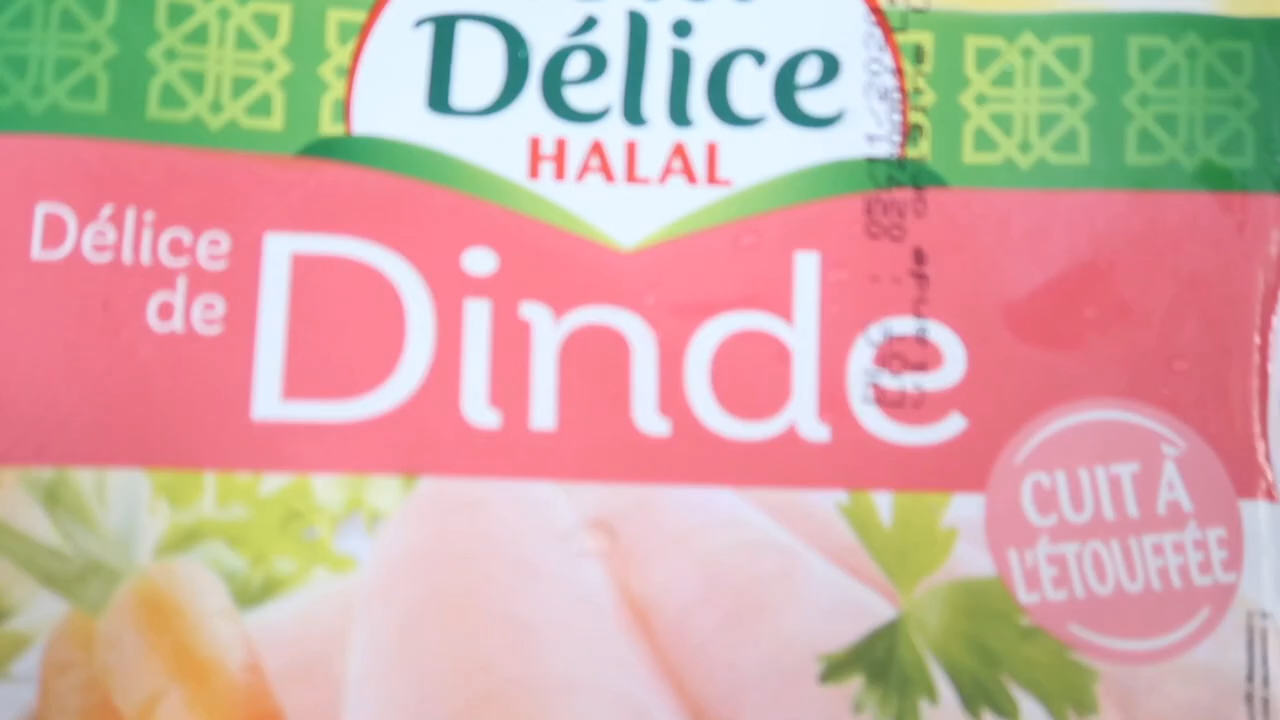 Délice
HALAL
Délice
de
Dinde
CUIT À
L'ÉTOUFFÉE